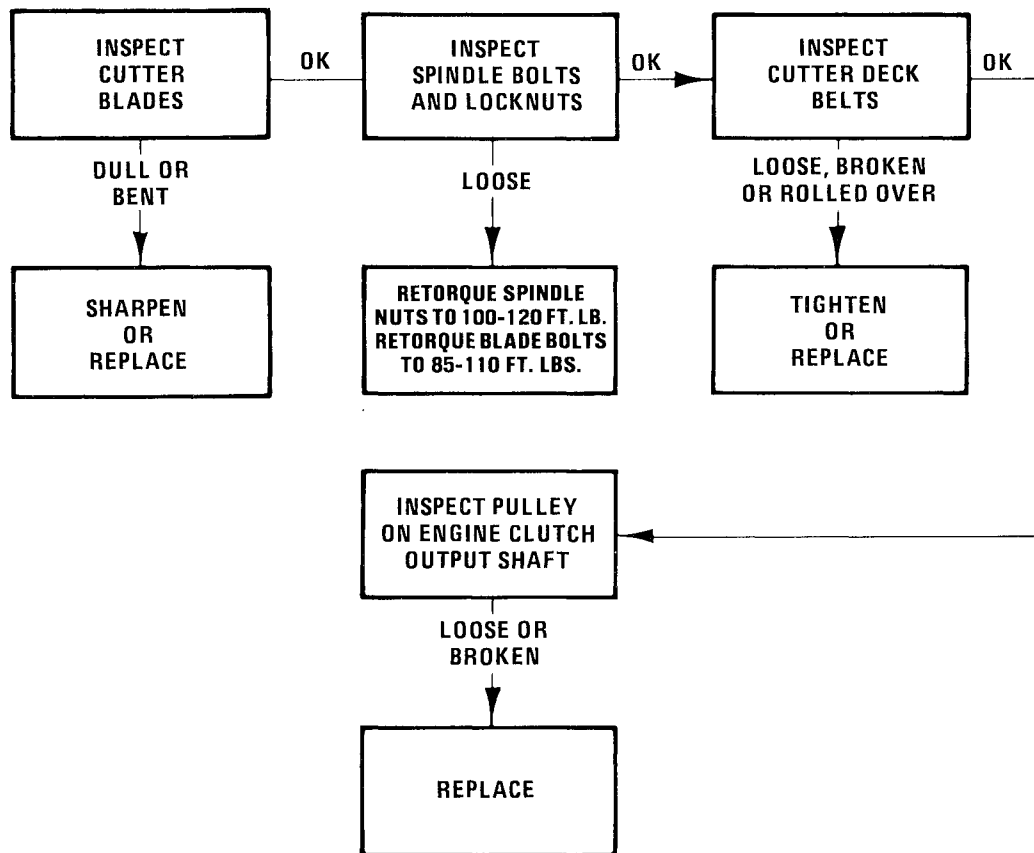 INSPECT
CUTTER
BLADES
OK
INSPECT
SPINDLE BOLTS
AND LOCKNUTS
OK
INSPECT
CUTTER DECK
BELTS
OK
DULL OR
BENT
LOOSE
LOOSE, BROKEN
OR ROLLED OVER
SHARPEN
OR
REPLACE
RETORQUE SPINDLE
NUTS TO 100-120 FT. LB.
RETORQUE BLADE BOLTS
TO 85-110 FT. LBS.
TIGHTEN
OR
REPLACE
INSPECT PULLEY
ON ENGINE CLUTCH
OUTPUT SHAFT
LOOSE OR
BROKEN
REPLACE